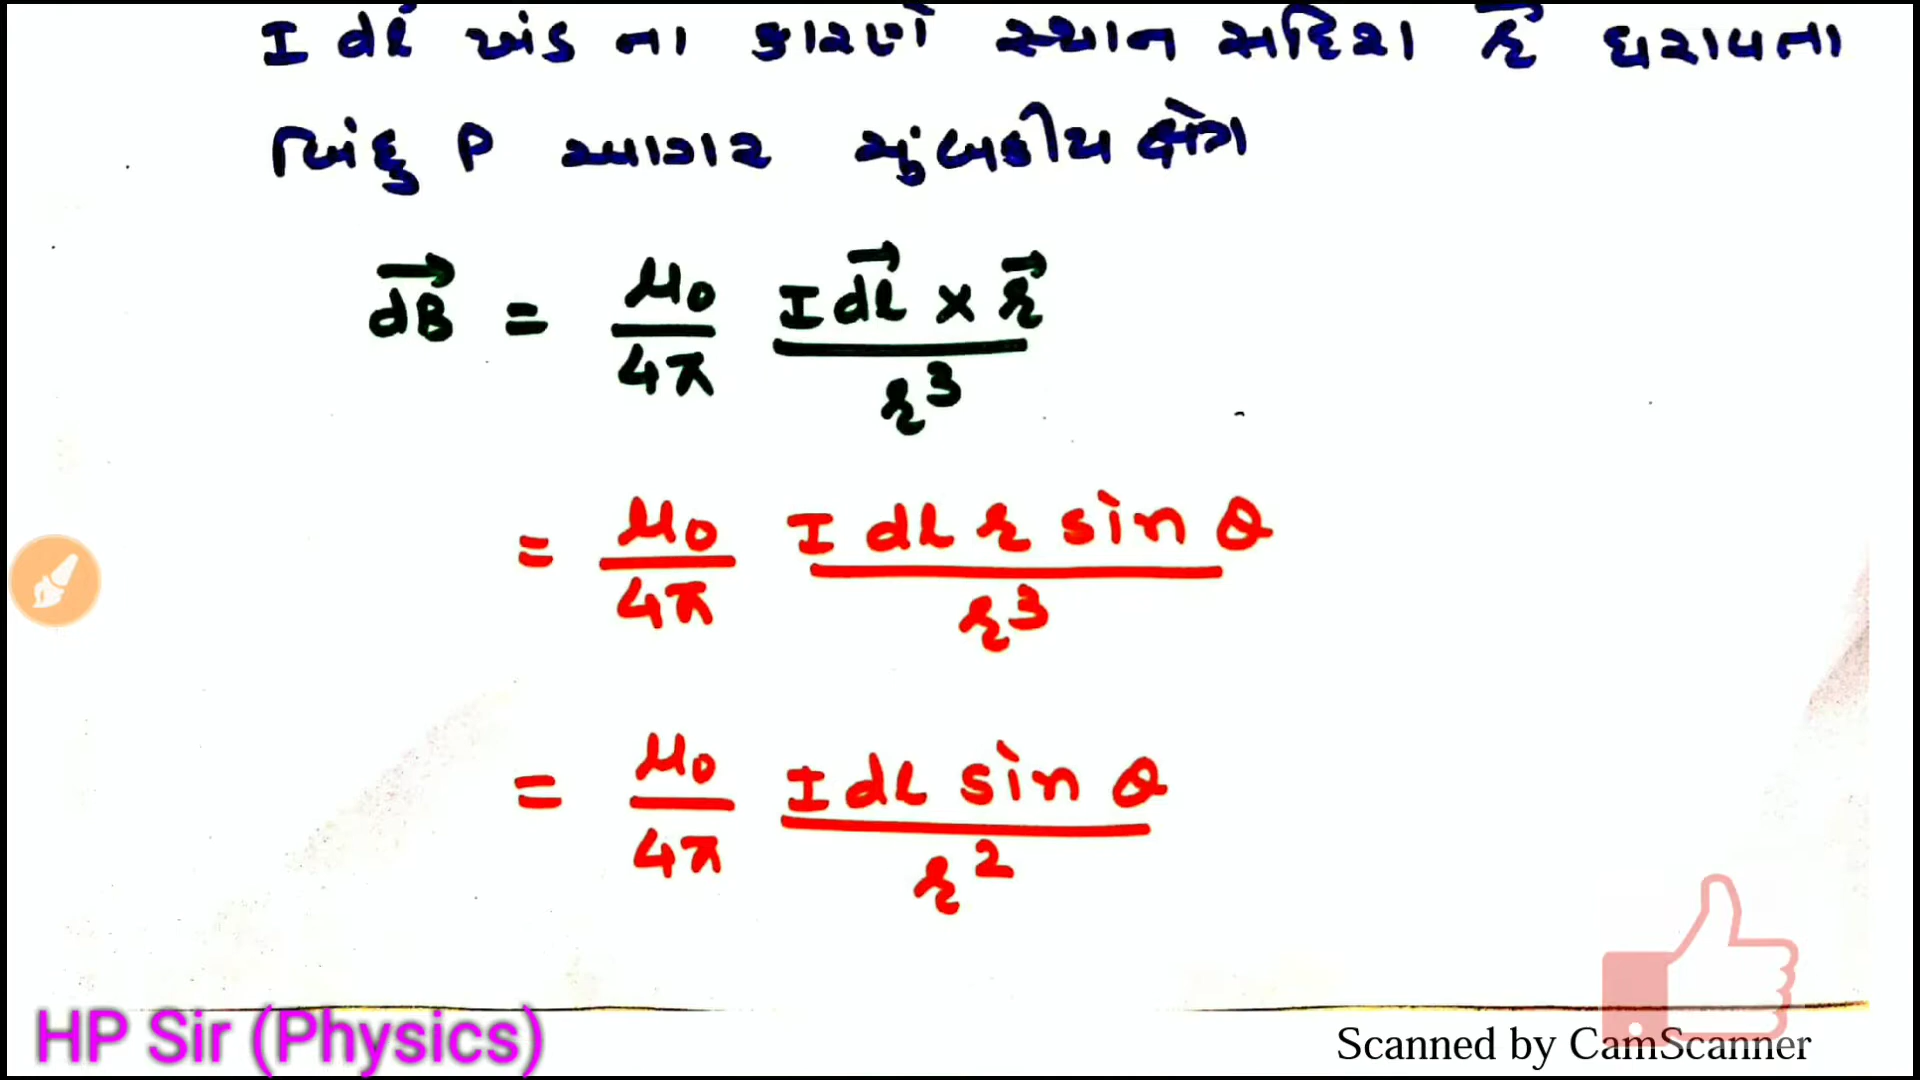 I dl ખંડ ના કારણે સ્થાન સદિશ r⃗ ધરાવતા
બિંદુ P આગળ ચુંબકીય ક્ષેત્ર
dB⃗ = μ₀/4π I dl⃗ × r⃗ / r³
= μ₀/4π I dl r sin θ / r³
= μ₀/4π I dl sin θ / r²
HP Sir (Physics)
Scanned by CamScanner